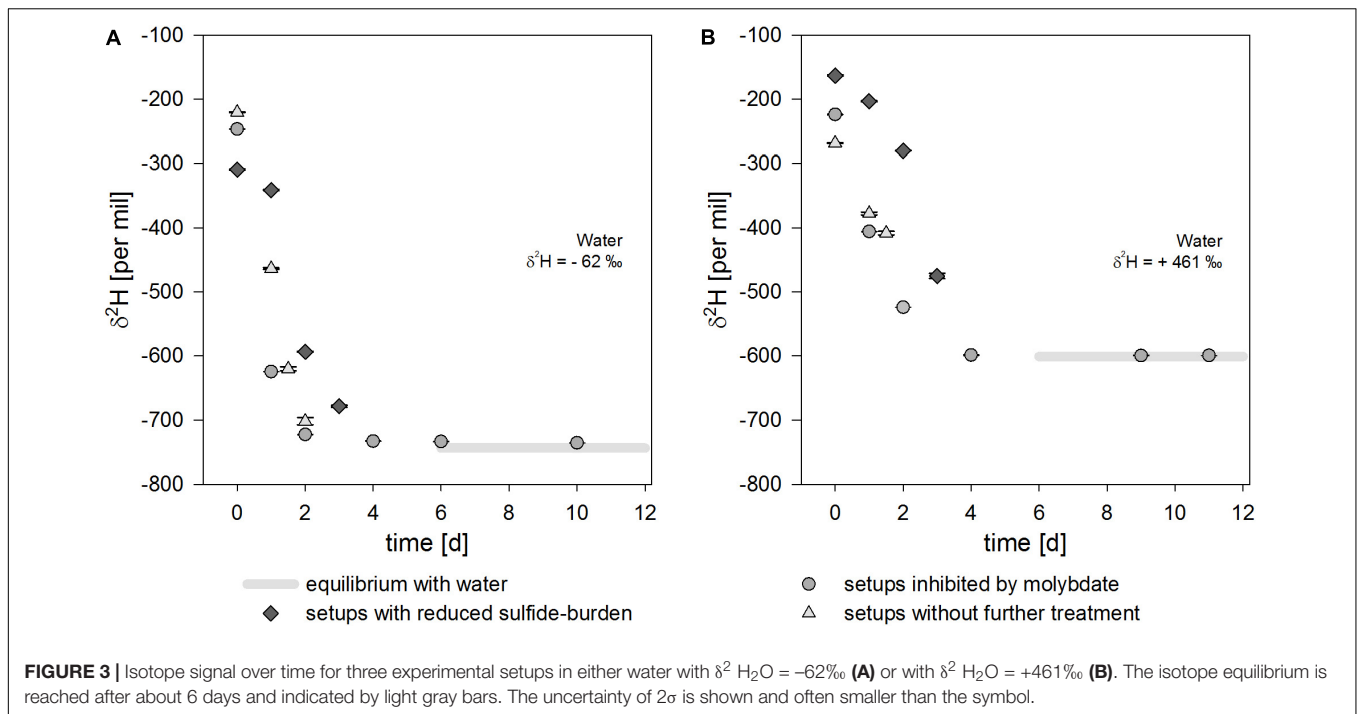 A
B
-100
-200
-300
-400
-500
-600
-700
-800
δ²H [per mil]
Water
δ²H = - 62 ‰
0 2 4 6 8 10 12
time [d]
-100
-200
-300
-400
-500
-600
-700
-800
δ²H [per mil]
Water
δ²H = + 461 ‰
0 2 4 6 8 10 12
time [d]
equilibrium with water
setups with reduced sulfide-burden
setups inhibited by molybdate
setups without further treatment
FIGURE 3 | Isotope signal over time for three experimental setups in either water with δ² H₂O = –62‰ (A) or with δ² H₂O = +461‰ (B). The isotope equilibrium is
reached after about 6 days and indicated by light gray bars. The uncertainty of 2σ is shown and often smaller than the symbol.